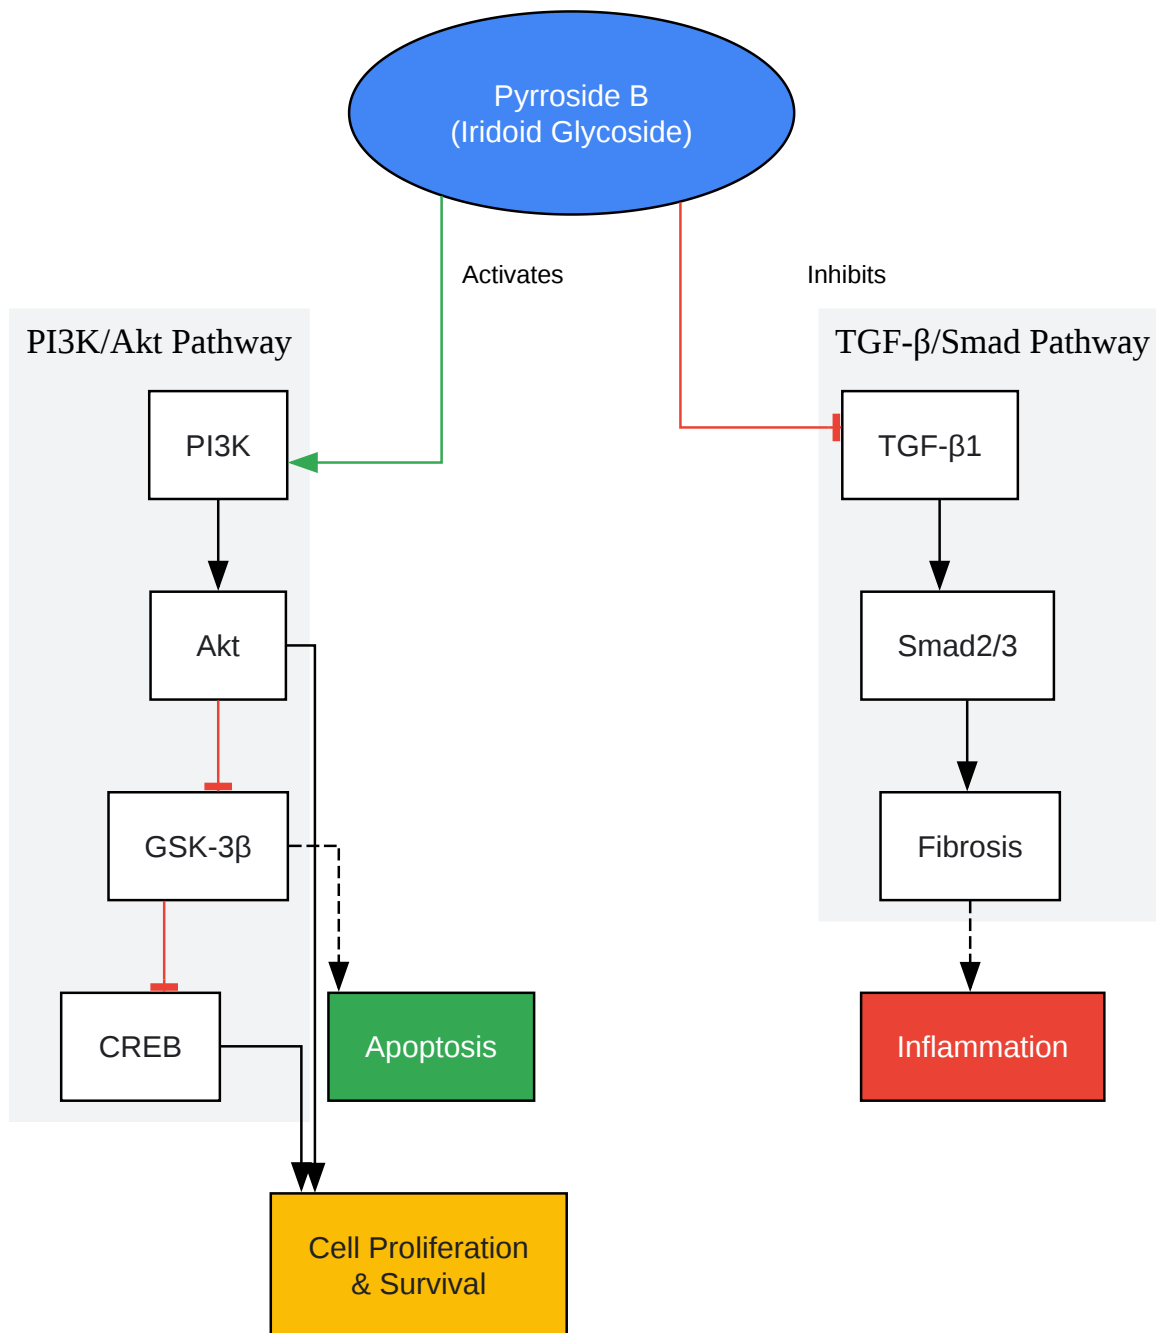 Pyrroside B
(Iridoid Glycoside)
Activates
Inhibits
PI3K/Akt Pathway
TGF-β/Smad Pathway
PI3K
TGF-β1
Akt
Smad2/3
GSK-3β
Fibrosis
CREB
Apoptosis
Inflammation
Cell Proliferation
& Survival